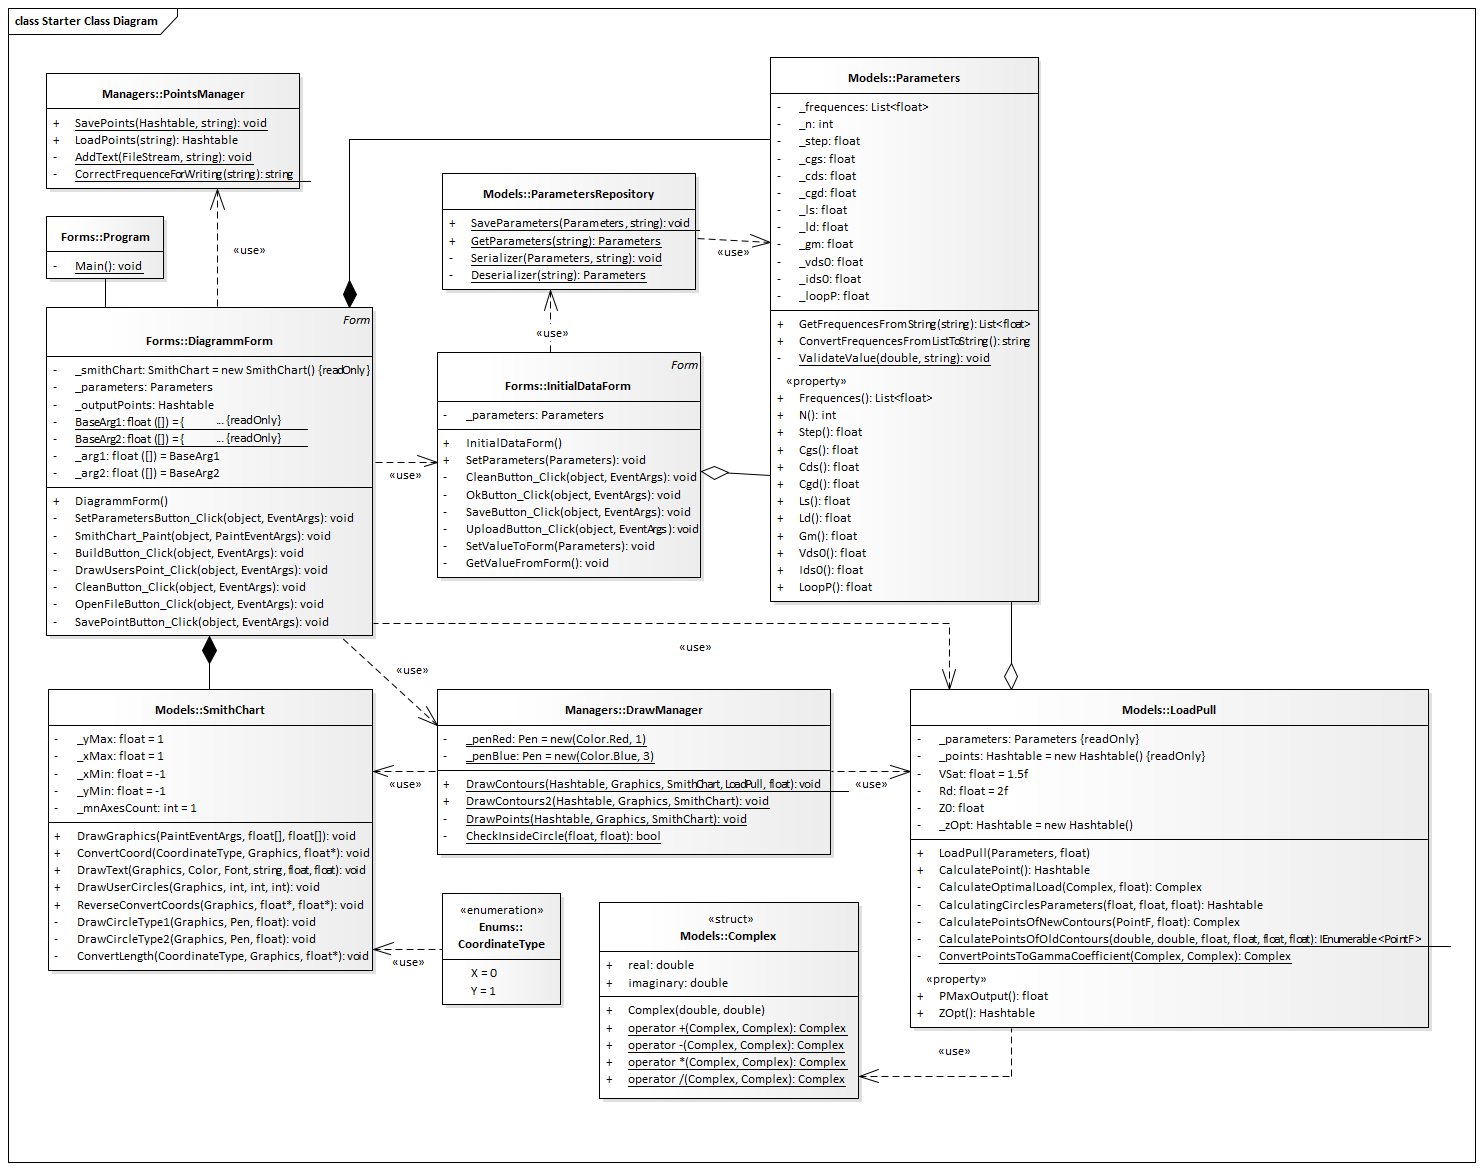 class Starter Class Diagram
Managers::PointsManager
+ SavePoints(Hashtable, string): void
+ LoadPoints(string): Hashtable
- AddText(FileStream, string): void
- CorrectFrequenceForWriting(string): string
«use»
Forms::Program
- Main(): void
Form
Forms::DiagrammForm
- _smithChart: SmithChart = new SmithChart() {readOnly}
- _parameters: Parameters
- _outputPoints: Hashtable
- BaseArg1: float ([]) = { ... {readOnly}
- BaseArg2: float ([]) = { ... {readOnly}
- _arg1: float ([]) = BaseArg1
- _arg2: float ([]) = BaseArg2
+ DiagrammForm()
- SetParametersButton_Click(object, EventArgs): void
- SmithChart_Paint(object, PaintEventArgs): void
- BuildButton_Click(object, EventArgs): void
- DrawUsersPoint_Click(object, EventArgs): void
- CleanButton_Click(object, EventArgs): void
- OpenFileButton_Click(object, EventArgs): void
- SavePointButton_Click(object, EventArgs): void
Models::ParametersRepository
+ SaveParameters(Parameters, string): void
+ GetParameters(string): Parameters
- Serializer(Parameters, string): void
- Deserializer(string): Parameters
«use»
«use»
Form
Forms::InitialDataForm
- _parameters: Parameters
+ InitialDataForm()
+ SetParameters(Parameters): void
- CleanButton_Click(object, EventArgs): void
- OkButton_Click(object, EventArgs): void
- SaveButton_Click(object, EventArgs): void
- UploadButton_Click(object, EventArgs): void
- SetValueToForm(Parameters): void
- GetValueFromForm(): void
«use»
Models::Parameters
- _frequences: List<float>
- _n: int
- _step: float
- _cgs: float
- _cds: float
- _cgd: float
- _ls: float
- _ld: float
- _gm: float
- _vds0: float
- _ids0: float
- _loopP: float
+ GetFrequencesFromString(string): List<float>
+ ConvertFrequencesFromListToString(): string
- ValidateValue(double, string): void
«property»
+ Frequences(): List<float>
+ N(): int
+ Step(): float
+ Cgs(): float
+ Cds(): float
+ Cgd(): float
+ Ls(): float
+ Ld(): float
+ Gm(): float
+ Vds0(): float
+ Ids0(): float
+ LoopP(): float
«use»
«use»
Models::SmithChart
- _yMax: float = 1
- _xMax: float = 1
- _xMin: float = -1
- _yMin: float = -1
- _mnAxesCount: int = 1
+ DrawGraphics(PaintEventArgs, float[], float[]): void
+ ConvertCoord(CoordinateType, Graphics, float*): void
+ DrawText(Graphics, Color, Font, string, float, float): void
+ DrawUserCircles(Graphics, int, int, int): void
+ ReverseConvertCoords(Graphics, float*, float*): void
- DrawCircleType1(Graphics, Pen, float): void
- DrawCircleType2(Graphics, Pen, float): void
- ConvertLength(CoordinateType, Graphics, float*): void
«use»
Managers::DrawManager
- _penRed: Pen = new(Color.Red, 1)
- _penBlue: Pen = new(Color.Blue, 3)
+ DrawContours(Hashtable, Graphics, SmithChart, LoadPull, float): void
+ DrawContours2(Hashtable, Graphics, SmithChart): void
- DrawPoints(Hashtable, Graphics, SmithChart): void
- CheckInsideCircle(float, float): bool
«use»
Models::LoadPull
- _parameters: Parameters {readOnly}
- _points: Hashtable = new Hashtable() {readOnly}
- VSat: float = 1.5f
- Rd: float = 2f
- Z0: float
- _zOpt: Hashtable = new Hashtable()
+ LoadPull(Parameters, float)
+ CalculatePoint(): Hashtable
- CalculateOptimalLoad(Complex, float): Complex
- CalculatingCirclesParameters(float, float, float): Hashtable
- CalculatePointsOfNewContours(PointF, float): Complex
- CalculatePointsOfOldContours(double, double, float, float, float, float): IEnumerable<PointF>
- ConvertPointsToGammaCoefficient(Complex, Complex): Complex
«property»
+ PMaxOutput(): float
+ ZOpt(): Hashtable
«use»
«enumeration»
Enums::
CoordinateType
X = 0
Y = 1
«use»
«struct»
Models::Complex
+ real: double
+ imaginary: double
+ Complex(double, double)
+ operator +(Complex, Complex): Complex
+ operator -(Complex, Complex): Complex
+ operator *(Complex, Complex): Complex
+ operator /(Complex, Complex): Complex